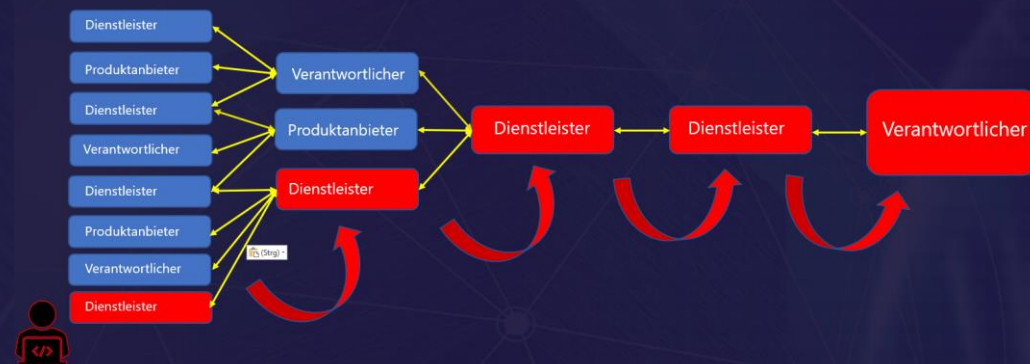 Dienstleister
Produktanbieter
Dienstleister
Verantwortlicher
Dienstleister
Produktanbieter
Verantwortlicher
Dienstleister
Verantwortlicher
Produktanbieter
Dienstleister
(Strg)
Dienstleister
Dienstleister
Verantwortlicher
</>